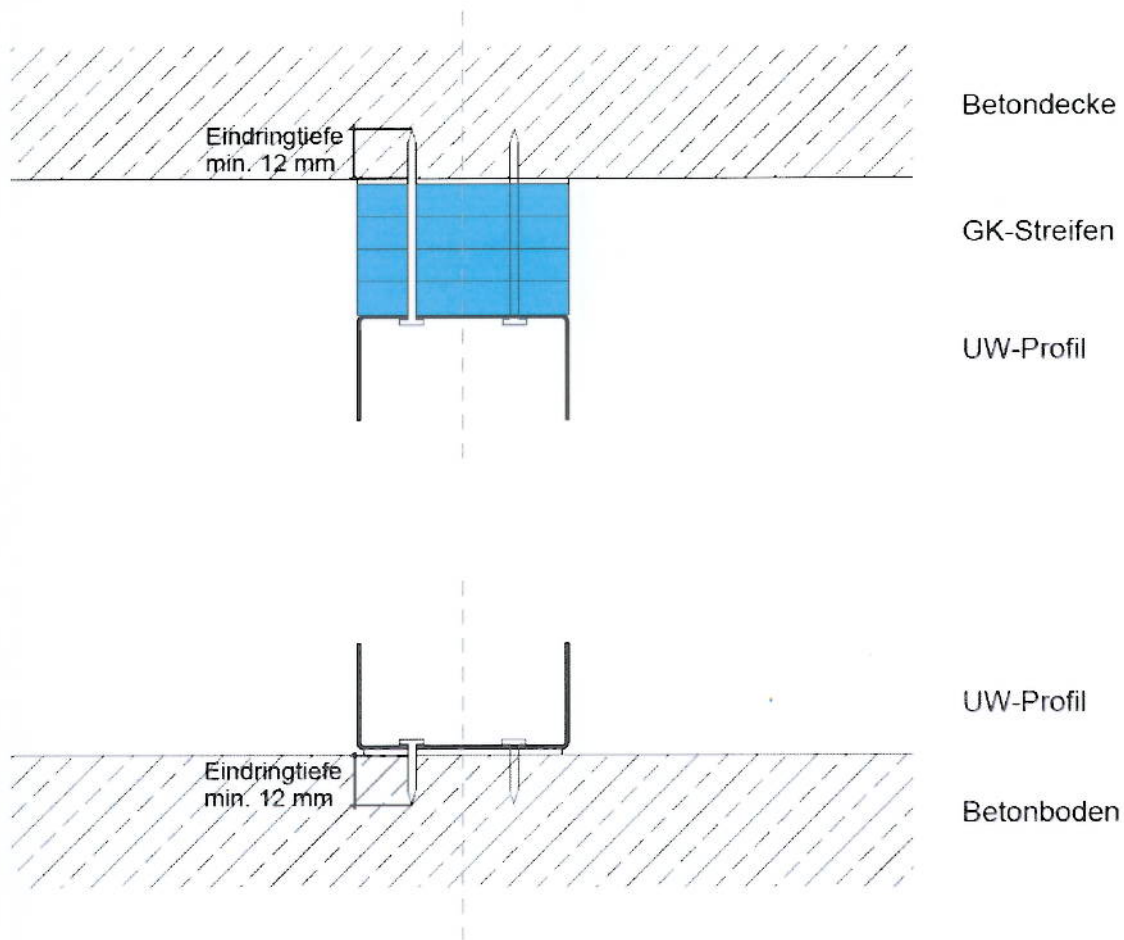 Betondecke
Eindringtiefe
min. 12 mm
GK-Streifen
UW-Profil
UW-Profil
Eindringtiefe
min. 12 mm
Betonboden